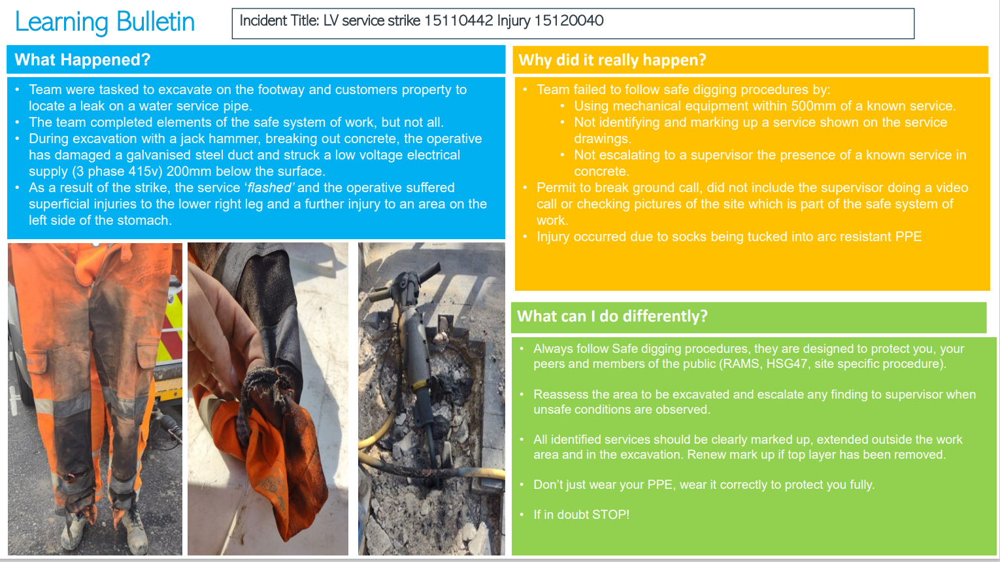 Learning Bulletin
Incident Title: LV service strike 15110442 Injury 15120040
What Happened?
• Team were tasked to excavate on the footway and customers property to
locate a leak on a water service pipe.
• The team completed elements of the safe system of work, but not all.
• During excavation with a jack hammer, breaking out concrete, the operative
has damaged a galvanised steel duct and struck a low voltage electrical
supply (3 phase 415v) 200mm below the surface.
• As a result of the strike, the service ‘flashed’ and the operative suffered
superficial injuries to the lower right leg and a further injury to an area on the
left side of the stomach.
Why did it really happen?
• Team failed to follow safe digging procedures by:
• Using mechanical equipment within 500mm of a known service.
• Not identifying and marking up a service shown on the service
drawings.
• Not escalating to a supervisor the presence of a known service in
concrete.
• Permit to break ground call, did not include the supervisor doing a video
call or checking pictures of the site which is part of the safe system of
work.
• Injury occurred due to socks being tucked into arc resistant PPE
What can I do differently?
• Always follow Safe digging procedures, they are designed to protect you, your
peers and members of the public (RAMS, HSG47, site specific procedure).
• Reassess the area to be excavated and escalate any finding to supervisor when
unsafe conditions are observed.
• All identified services should be clearly marked up, extended outside the work
area and in the excavation. Renew mark up if top layer has been removed.
• Don’t just wear your PPE, wear it correctly to protect you fully.
• If in doubt STOP!